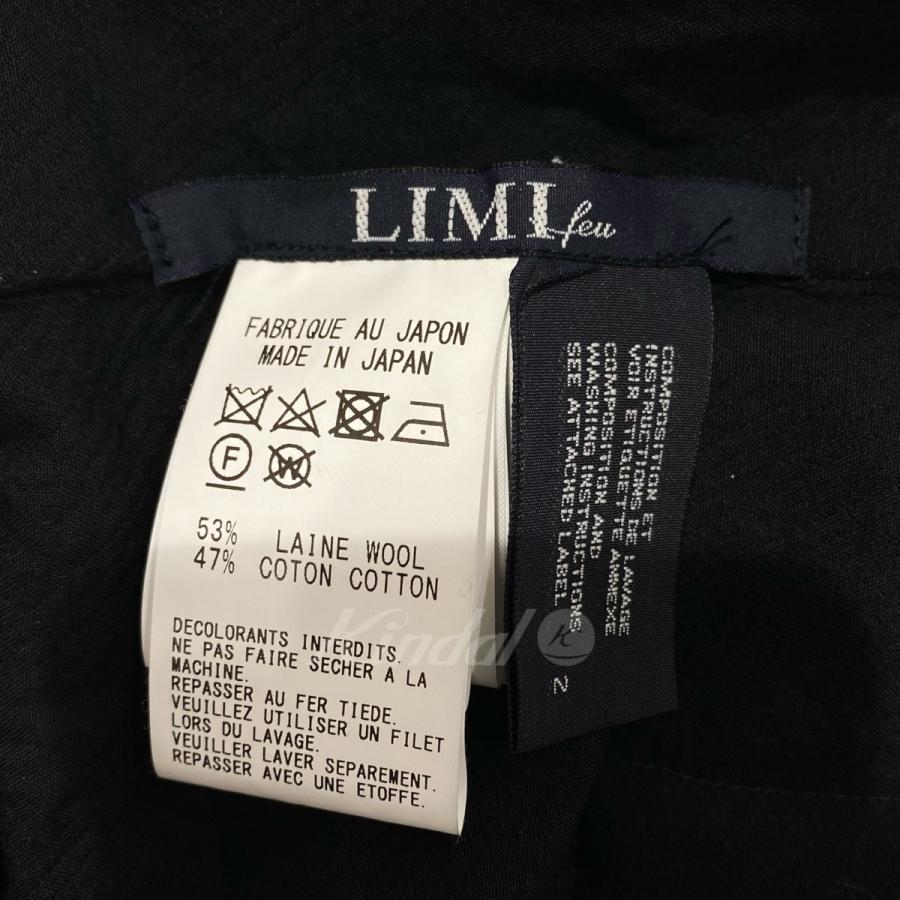 LIMI feu
FABRIQUE AU JAPON
MADE IN JAPAN
F
W
53% LAINE WOOL
47% COTON COTTON
DECOLORANTS INTERDITS.
NE PAS FAIRE SECHER A LA
MACHINE.
REPASSER AU FER TIEDE.
VEUILLEZ UTILISER UN FILET
LORS DU LAVAGE.
VEUILLER LAVER SEPAREMENT.
REPASSER AVEC UNE ETOFFE.
COMPOSITION ET
INSTRUCTIONS DE LAVAGE
VOIR ETIQUETTE ANNEXE
COMPOSITION AND
WASHING INSTRUCTIONS
SEE ATTACHED LABEL
2
Kindal K